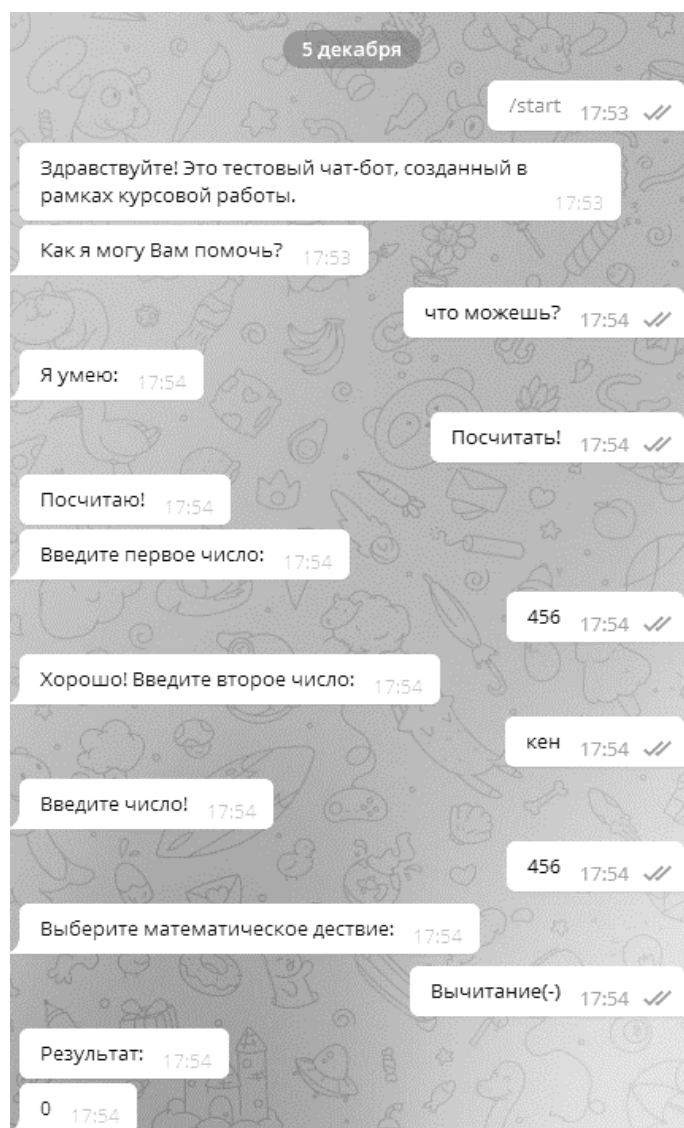 5 декабря
/start 17:53
Здравствуйте! Это тестовый чат-бот, созданный в
рамках курсовой работы. 17:53
Как я могу Вам помочь? 17:53
что можешь? 17:54
Я умею: 17:54
Посчитать! 17:54
Посчитаю! 17:54
Введите первое число: 17:54
456 17:54
Хорошо! Введите второе число: 17:54
кен 17:54
Введите число! 17:54
456 17:54
Выберите математическое дествие: 17:54
Вычитание(-) 17:54
Результат: 17:54
0 17:54